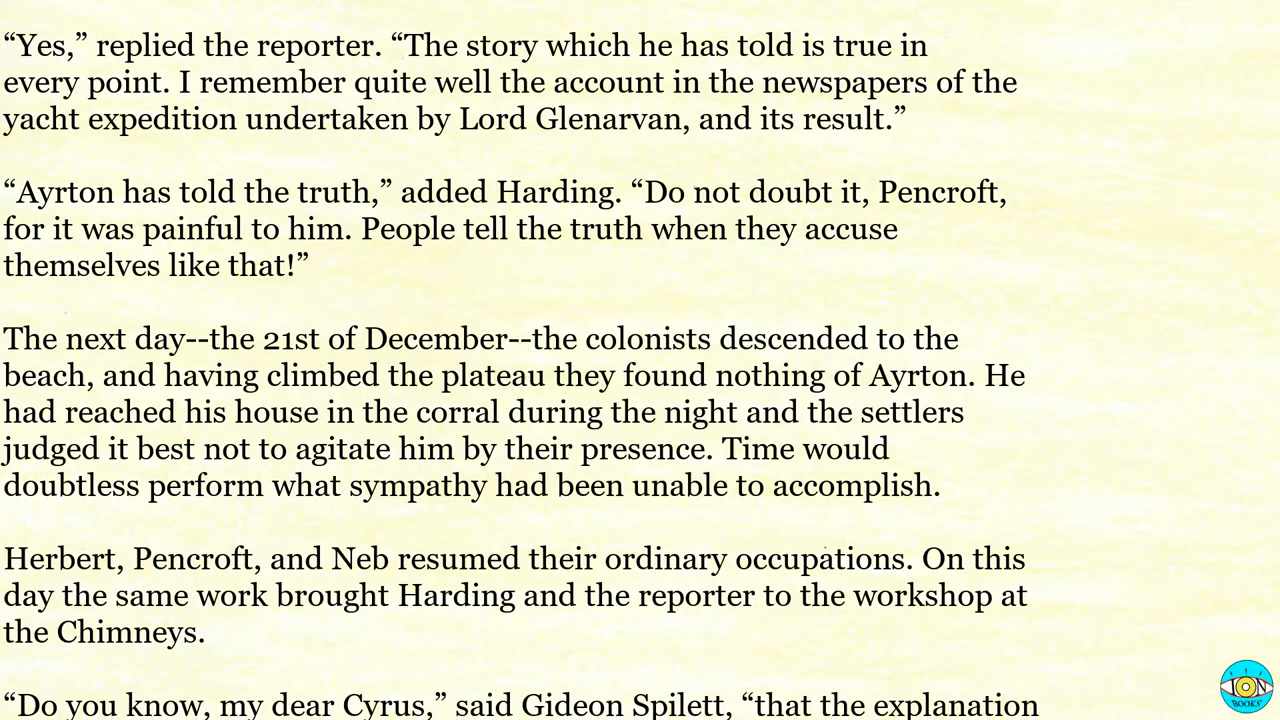 “Yes,” replied the reporter. “The story which he has told is true in
every point. I remember quite well the account in the newspapers of the
yacht expedition undertaken by Lord Glenarvan, and its result.”
“Ayrton has told the truth,” added Harding. “Do not doubt it, Pencroft,
for it was painful to him. People tell the truth when they accuse
themselves like that!”
The next day--the 21st of December--the colonists descended to the
beach, and having climbed the plateau they found nothing of Ayrton. He
had reached his house in the corral during the night and the settlers
judged it best not to agitate him by their presence. Time would
doubtless perform what sympathy had been unable to accomplish.
Herbert, Pencroft, and Neb resumed their ordinary occupations. On this
day the same work brought Harding and the reporter to the workshop at
the Chimneys.
“Do you know, my dear Cyrus,” said Gideon Spilett, “that the explanation
ION
BOOKS